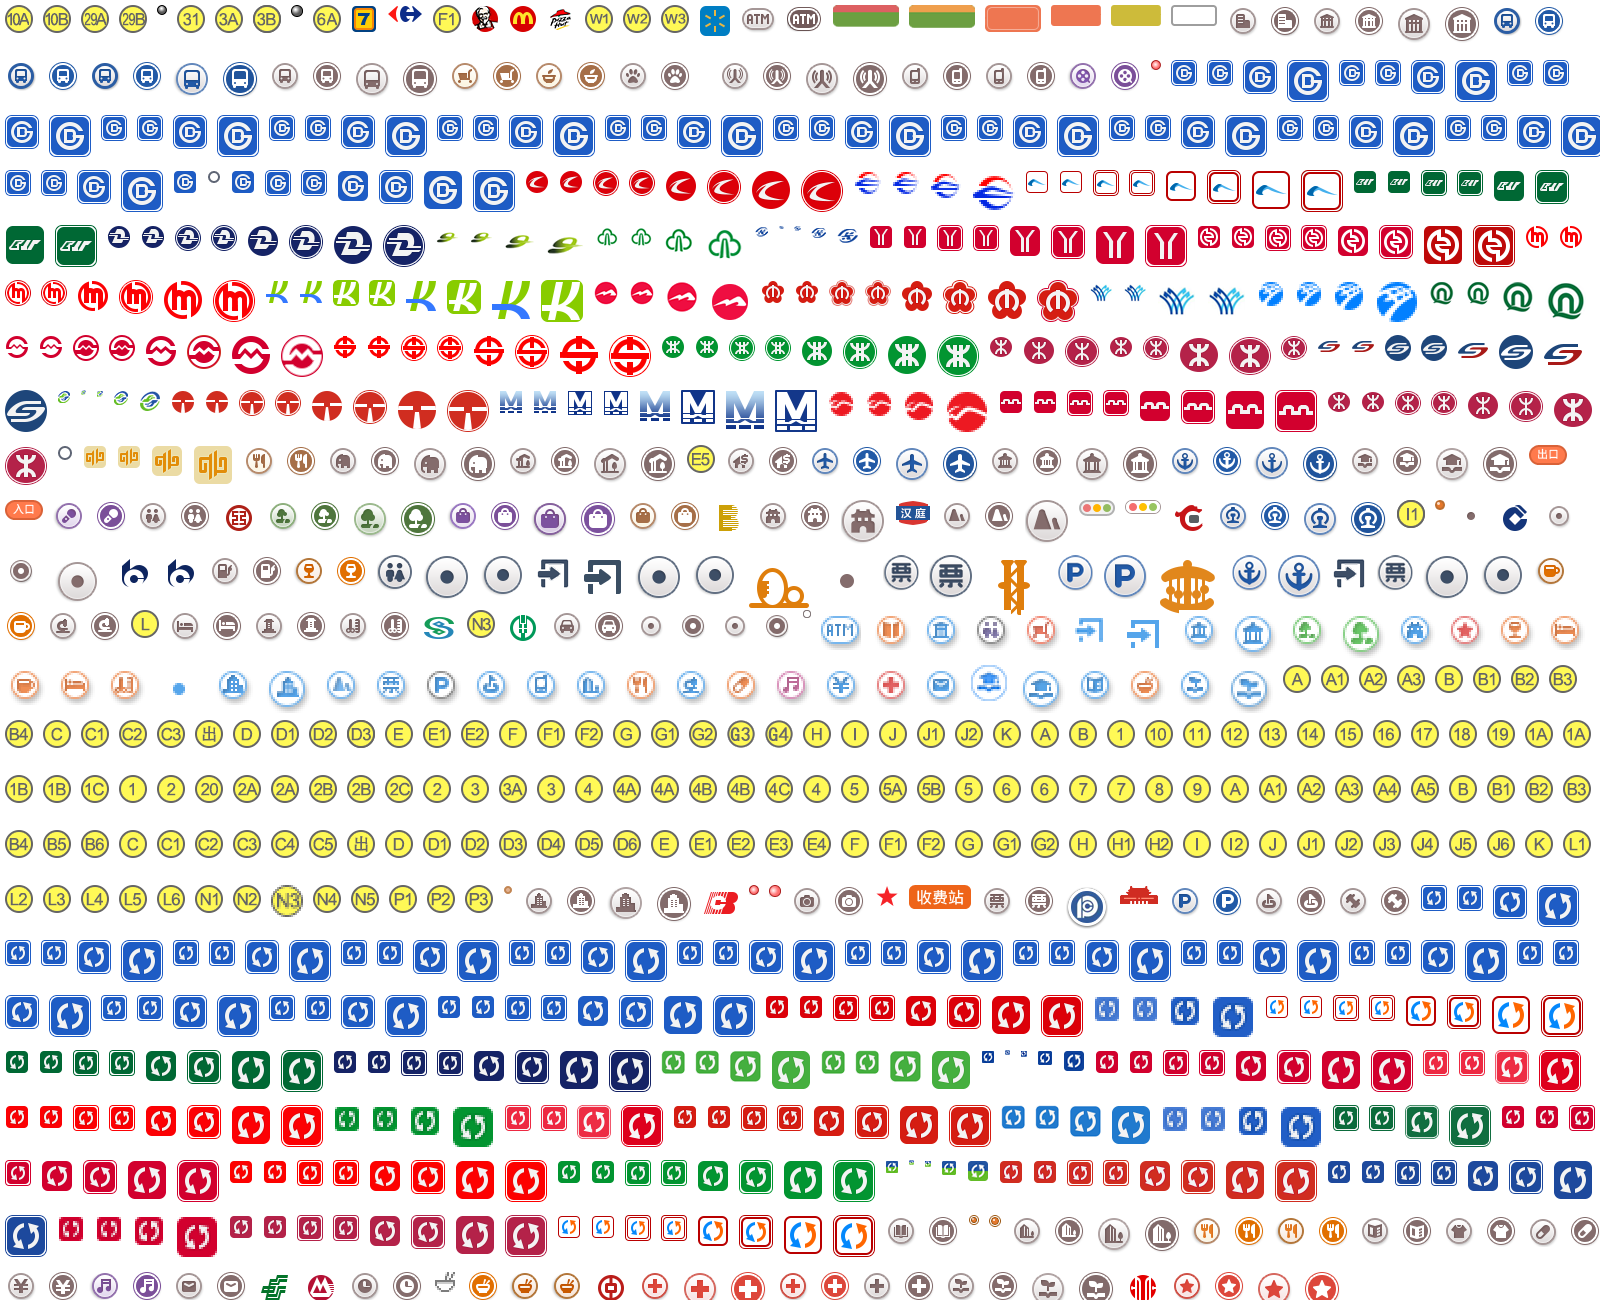 10A 10B 29A 29B 31 3A 3B 6A 7 F1 Pizza Hut W1 W2 W3 ATM ATM
E5 出口
入口 汉庭 I1
P P
L N3 ATM
P A A1 A2 A3 B B1 B2 B3
B4 C C1 C2 C3 出 D D1 D2 D3 E E1 E2 F F1 F2 G G1 G2 G3 G4 H I J J1 J2 K A B 1 10 11 12 13 14 15 16 17 18 19 1A 1A
1B 1B 1C 1 2 20 2A 2A 2B 2B 2C 2 3 3A 3 4 4A 4A 4B 4B 4C 4 5 5A 5B 5 6 6 7 7 8 9 A A1 A2 A3 A4 A5 B B1 B2 B3
B4 B5 B6 C C1 C2 C3 C4 C5 出 D D1 D2 D3 D4 D5 D6 E E1 E2 E3 E4 F F1 F2 G G1 G2 H H1 H2 I I2 J J1 J2 J3 J4 J5 J6 K L1
L2 L3 L4 L5 L6 N1 N2 N3 N4 N5 P1 P2 P3 收费站 P P